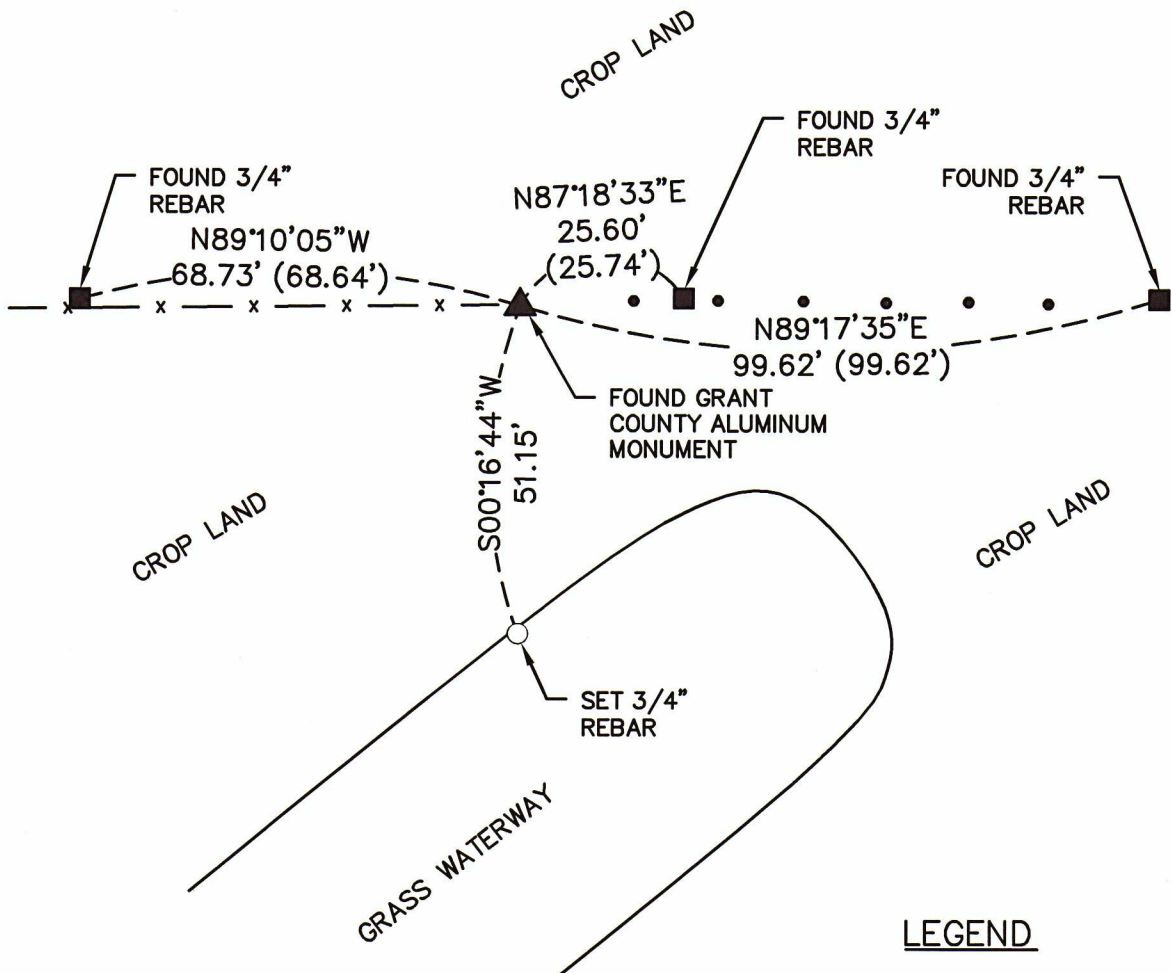 CROP LAND
FOUND 3/4"
REBAR
FOUND 3/4"
REBAR
FOUND 3/4"
REBAR
N89°10'05"W
68.73' (68.64')
N87°18'33"E
25.60'
(25.74')
N89°17'35"E
99.62' (99.62')
FOUND GRANT
COUNTY ALUMINUM
MONUMENT
S00°16'44"W
51.15'
CROP LAND
CROP LAND
SET 3/4"
REBAR
GRASS WATERWAY
LEGEND